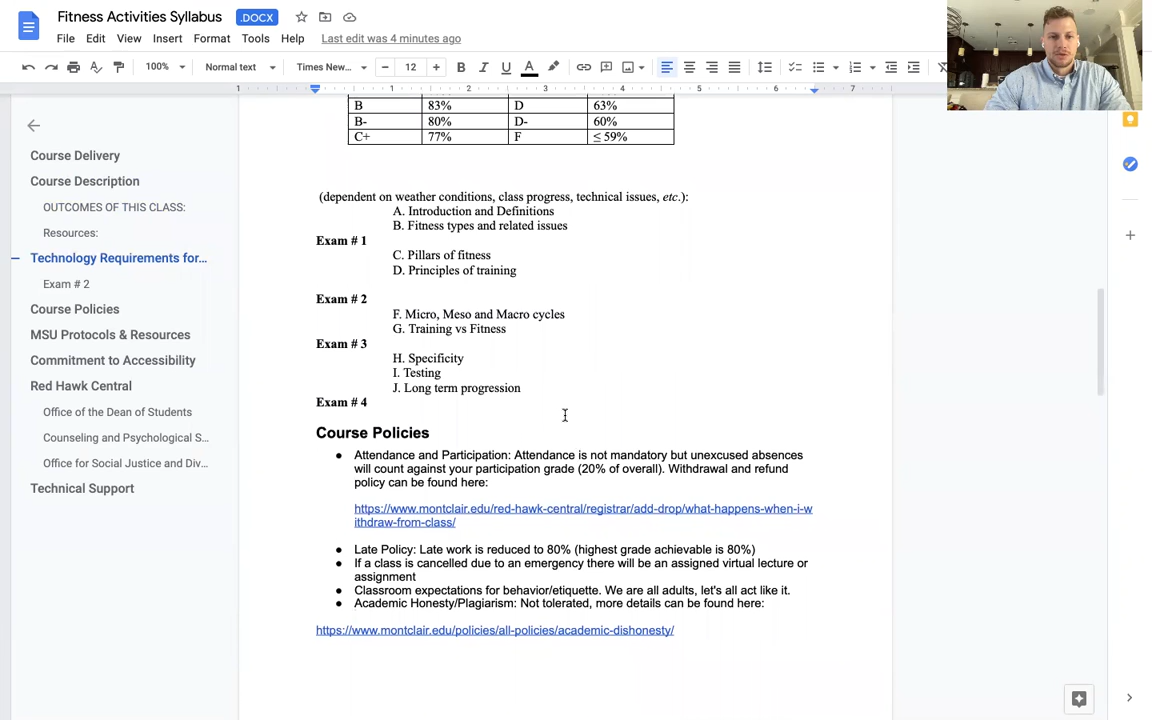 Fitness Activities Syllabus
.DOCX
File Edit View Insert Format Tools Help Last edit was 4 minutes ago
100% Normal text Times New... 12 B I U A
1 1 2 3 4 5 6 7
Course Delivery
Course Description
OUTCOMES OF THIS CLASS:
Resources:
Technology Requirements for...
Exam # 2
Course Policies
MSU Protocols & Resources
Commitment to Accessibility
Red Hawk Central
Office of the Dean of Students
Counseling and Psychological S...
Office for Social Justice and Div...
Technical Support
B 83% D 63%
B- 80% D- 60%
C+ 77% F ≤ 59%
(dependent on weather conditions, class progress, technical issues, etc.):
A. Introduction and Definitions
B. Fitness types and related issues
Exam # 1
C. Pillars of fitness
D. Principles of training
Exam # 2
F. Micro, Meso and Macro cycles
G. Training vs Fitness
Exam # 3
H. Specificity
I. Testing
J. Long term progression
Exam # 4
Course Policies
● Attendance and Participation: Attendance is not mandatory but unexcused absences
will count against your participation grade (20% of overall). Withdrawal and refund
policy can be found here:
https://www.montclair.edu/red-hawk-central/registrar/add-drop/what-happens-when-i-w
ithdraw-from-class/
● Late Policy: Late work is reduced to 80% (highest grade achievable is 80%)
● If a class is cancelled due to an emergency there will be an assigned virtual lecture or
assignment
● Classroom expectations for behavior/etiquette. We are all adults, let's all act like it.
● Academic Honesty/Plagiarism: Not tolerated, more details can be found here:
https://www.montclair.edu/policies/all-policies/academic-dishonesty/